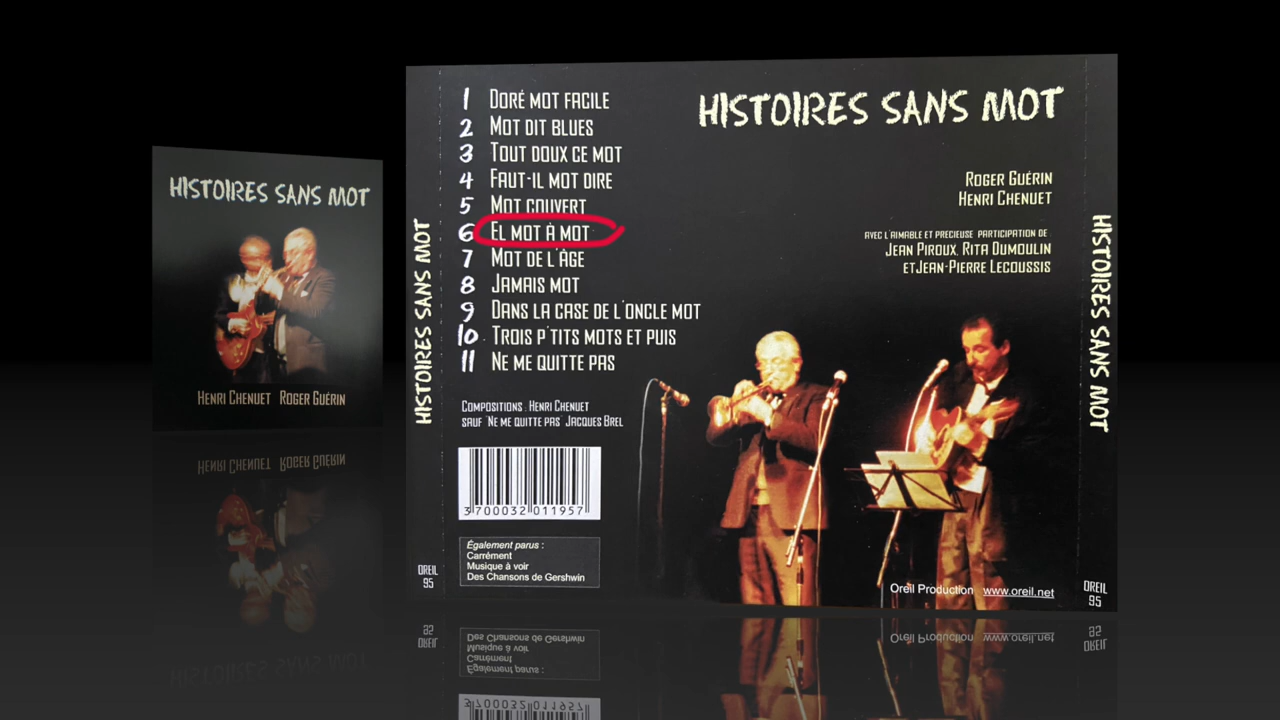 HISTOIRES SANS MOT
HENRI CHENUET ROGER GUÉRIN
HISTOIRES SANS MOT
OREIL
95
1 DORÉ MOT FACILE
2 MOT DIT BLUES
3 TOUT DOUX CE MOT
4 FAUT-IL MOT DIRE
5 MOT COUVERT
6 EL MOT À MOT
7 MOT DE L'ÂGE
8 JAMAIS MOT
9 DANS LA CASE DE L'ONCLE MOT
10 TROIS P'TITS MOTS ET PUIS
11 NE ME QUITTE PAS
COMPOSITIONS : HENRI CHENUET
SAUF "NE ME QUITTE PAS" JACQUES BREL
3 700032 011957
Également parus :
Carrément
Musique à voir
Des Chansons de Gershwin
HISTOIRES SANS MOT
ROGER GUÉRIN
HENRI CHENUET
AVEC L'AIMABLE ET PRECIEUSE PARTICIPATION DE
JEAN PIROUX, RITA DUMOULIN
ET JEAN-PIERRE LECOUSSIS
Oreil Production www.oreil.net
HISTOIRES SANS MOT
OREIL
95